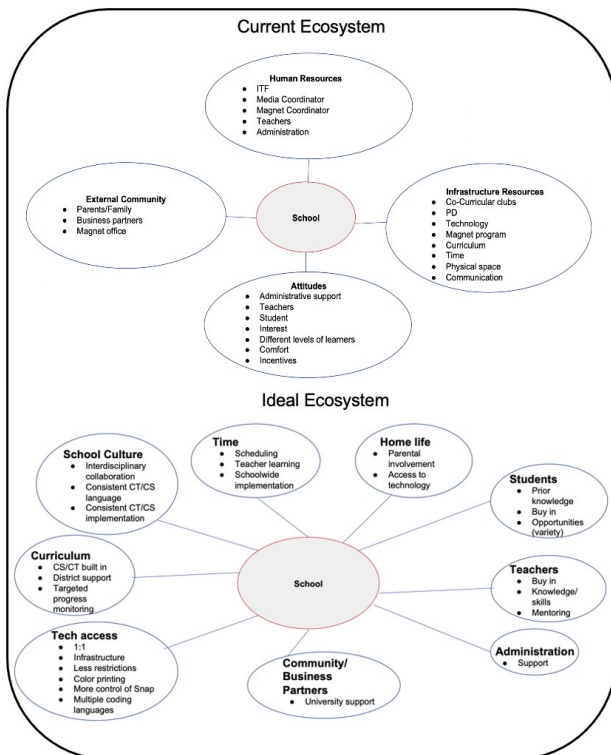 Current Ecosystem
Human Resources
● ITF
● Media Coordinator
● Magnet Coordinator
● Teachers
● Administration
External Community
● Parents/Family
● Business partners
● Magnet office
School
Infrastructure Resources
● Co-Curricular clubs
● PD
● Technology
● Magnet program
● Curriculum
● Time
● Physical space
● Communication
Attitudes
● Administrative support
● Teachers
● Student
● Interest
● Different levels of learners
● Comfort
● Incentives
Ideal Ecosystem
School Culture
● Interdisciplinary
collaboration
● Consistent CT/CS
language
● Consistent CT/CS
implementation
Time
● Scheduling
● Teacher learning
● Schoolwide
implementation
Home life
● Parental
involvement
● Access to
technology
Students
● Prior
knowledge
● Buy in
● Opportunities
(variety)
Curriculum
● CS/CT built in
● District support
● Targeted
progress
monitoring
School
Teachers
● Buy in
● Knowledge/
skills
● Mentoring
Tech access
● 1:1
● Infrastructure
● Less restrictions
● Color printing
● More control of Snap
● Multiple coding
languages
Community/
Business
Partners
● University support
Administration
● Support